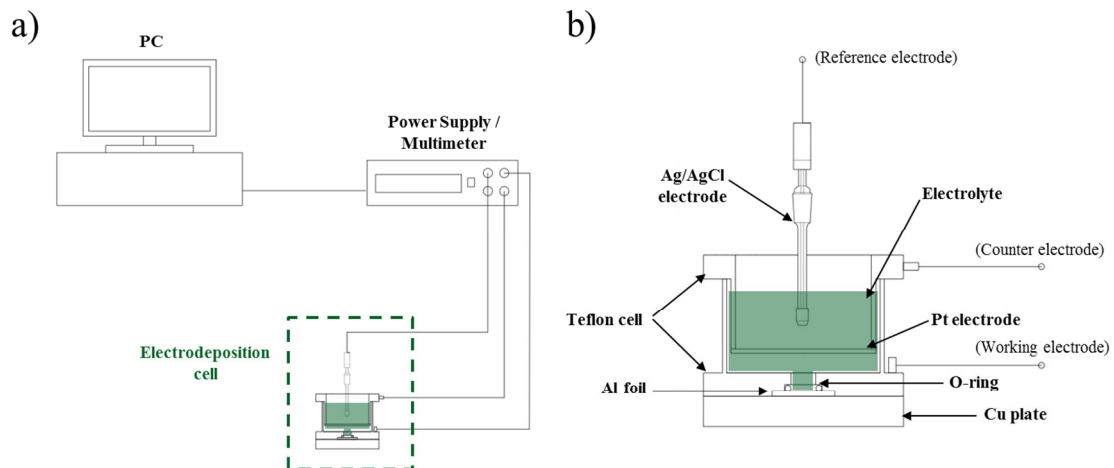 a)
PC
Power Supply /
Multimeter
Electrodeposition
cell
b)
(Reference electrode)
Ag/AgCl
electrode
Electrolyte
(Counter electrode)
Teflon cell
Pt electrode
(Working electrode)
Al foil
O-ring
Cu plate